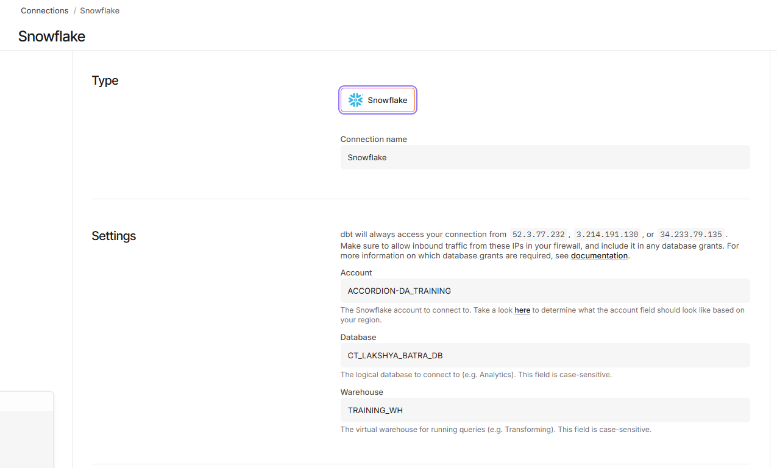 Connections / Snowflake
Snowflake
Type
Snowflake
Connection name
Snowflake
Settings
dbt will always access your connection from 52.3.77.232, 3.214.191.130, or 34.233.79.135.
Make sure to allow inbound traffic from these IPs in your firewall, and include it in any database grants. For
more information on which database grants are required, see documentation.
Account
ACCORDION-DA_TRAINING
The Snowflake account to connect to. Take a look here to determine what the account field should look like based on
your region.
Database
CT_LAKSHYA_BATRA_DB
The logical database to connect to (e.g. Analytics). This field is case-sensitive.
Warehouse
TRAINING_WH
The virtual warehouse for running queries (e.g. Transforming). This field is case-sensitive.